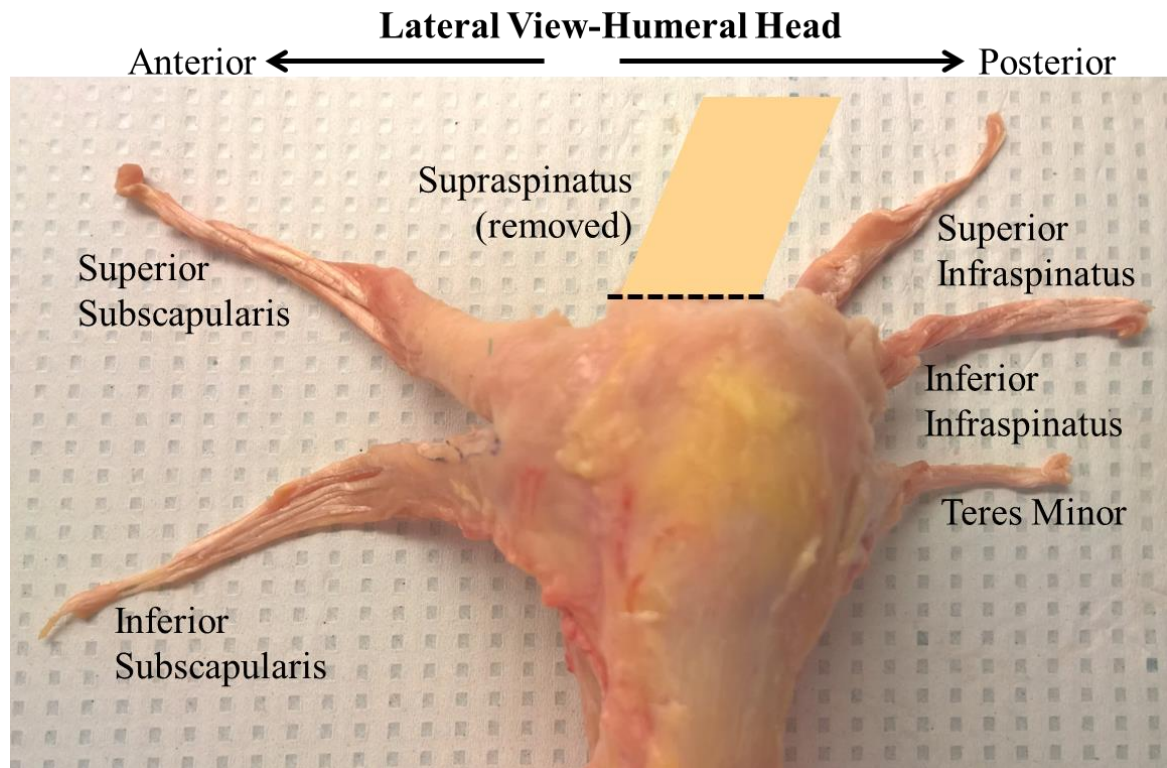 Lateral View-Humeral Head
Anterior
Posterior
Supraspinatus
(removed)
Superior
Subscapularis
Superior
Infraspinatus
Inferior
Infraspinatus
Teres Minor
Inferior
Subscapularis